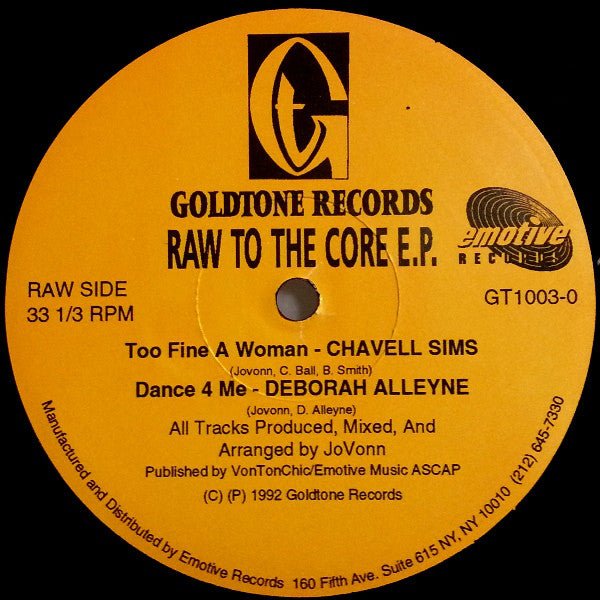 Gt
GOLDTONE RECORDS
RAW TO THE CORE E.P.
emotive
RECORDS
RAW SIDE
33 1/3 RPM
GT1003-0
Too Fine A Woman - CHAVELL SIMS
(Jovonn, C. Ball, B. Smith)
Dance 4 Me - DEBORAH ALLEYNE
(Jovonn, D. Alleyne)
All Tracks Produced, Mixed, And
Arranged by JoVonn
Published by VonTonChic/Emotive Music ASCAP
(C) (P) 1992 Goldtone Records
Manufactured and Distributed by Emotive Records 160 Fifth Ave. Suite 615 NY, NY 10010 (212) 645-7330